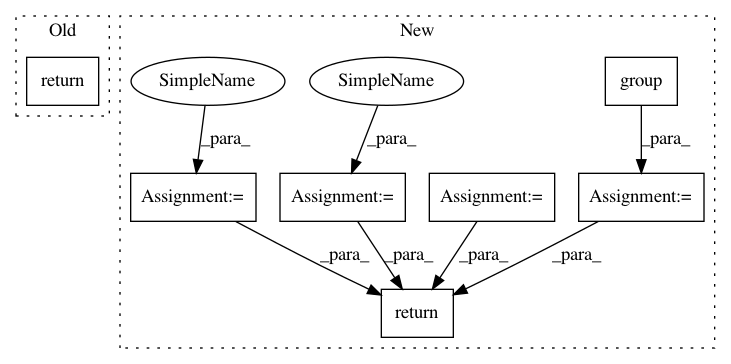 Old
New
return
SimpleName
SimpleName
group
_para_
_para_
_para_
Assignment:=
Assignment:=
Assignment:=
Assignment:=
_para_
_para_
_para_
_para_
return